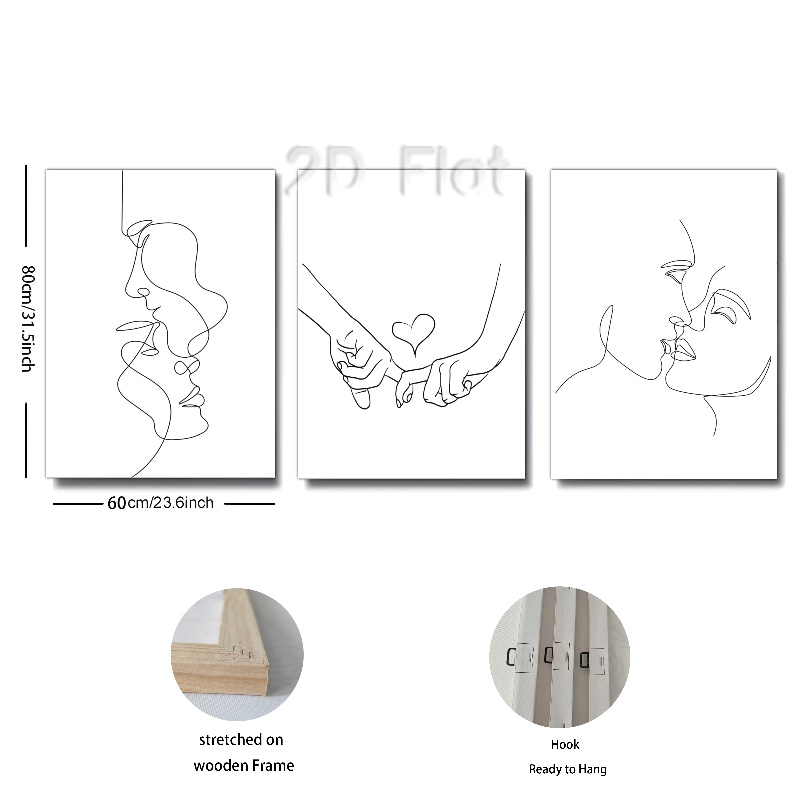 2D Flat
80cm/31.5inch
60cm/23.6inch
stretched on
wooden Frame
Hook
Ready to Hang